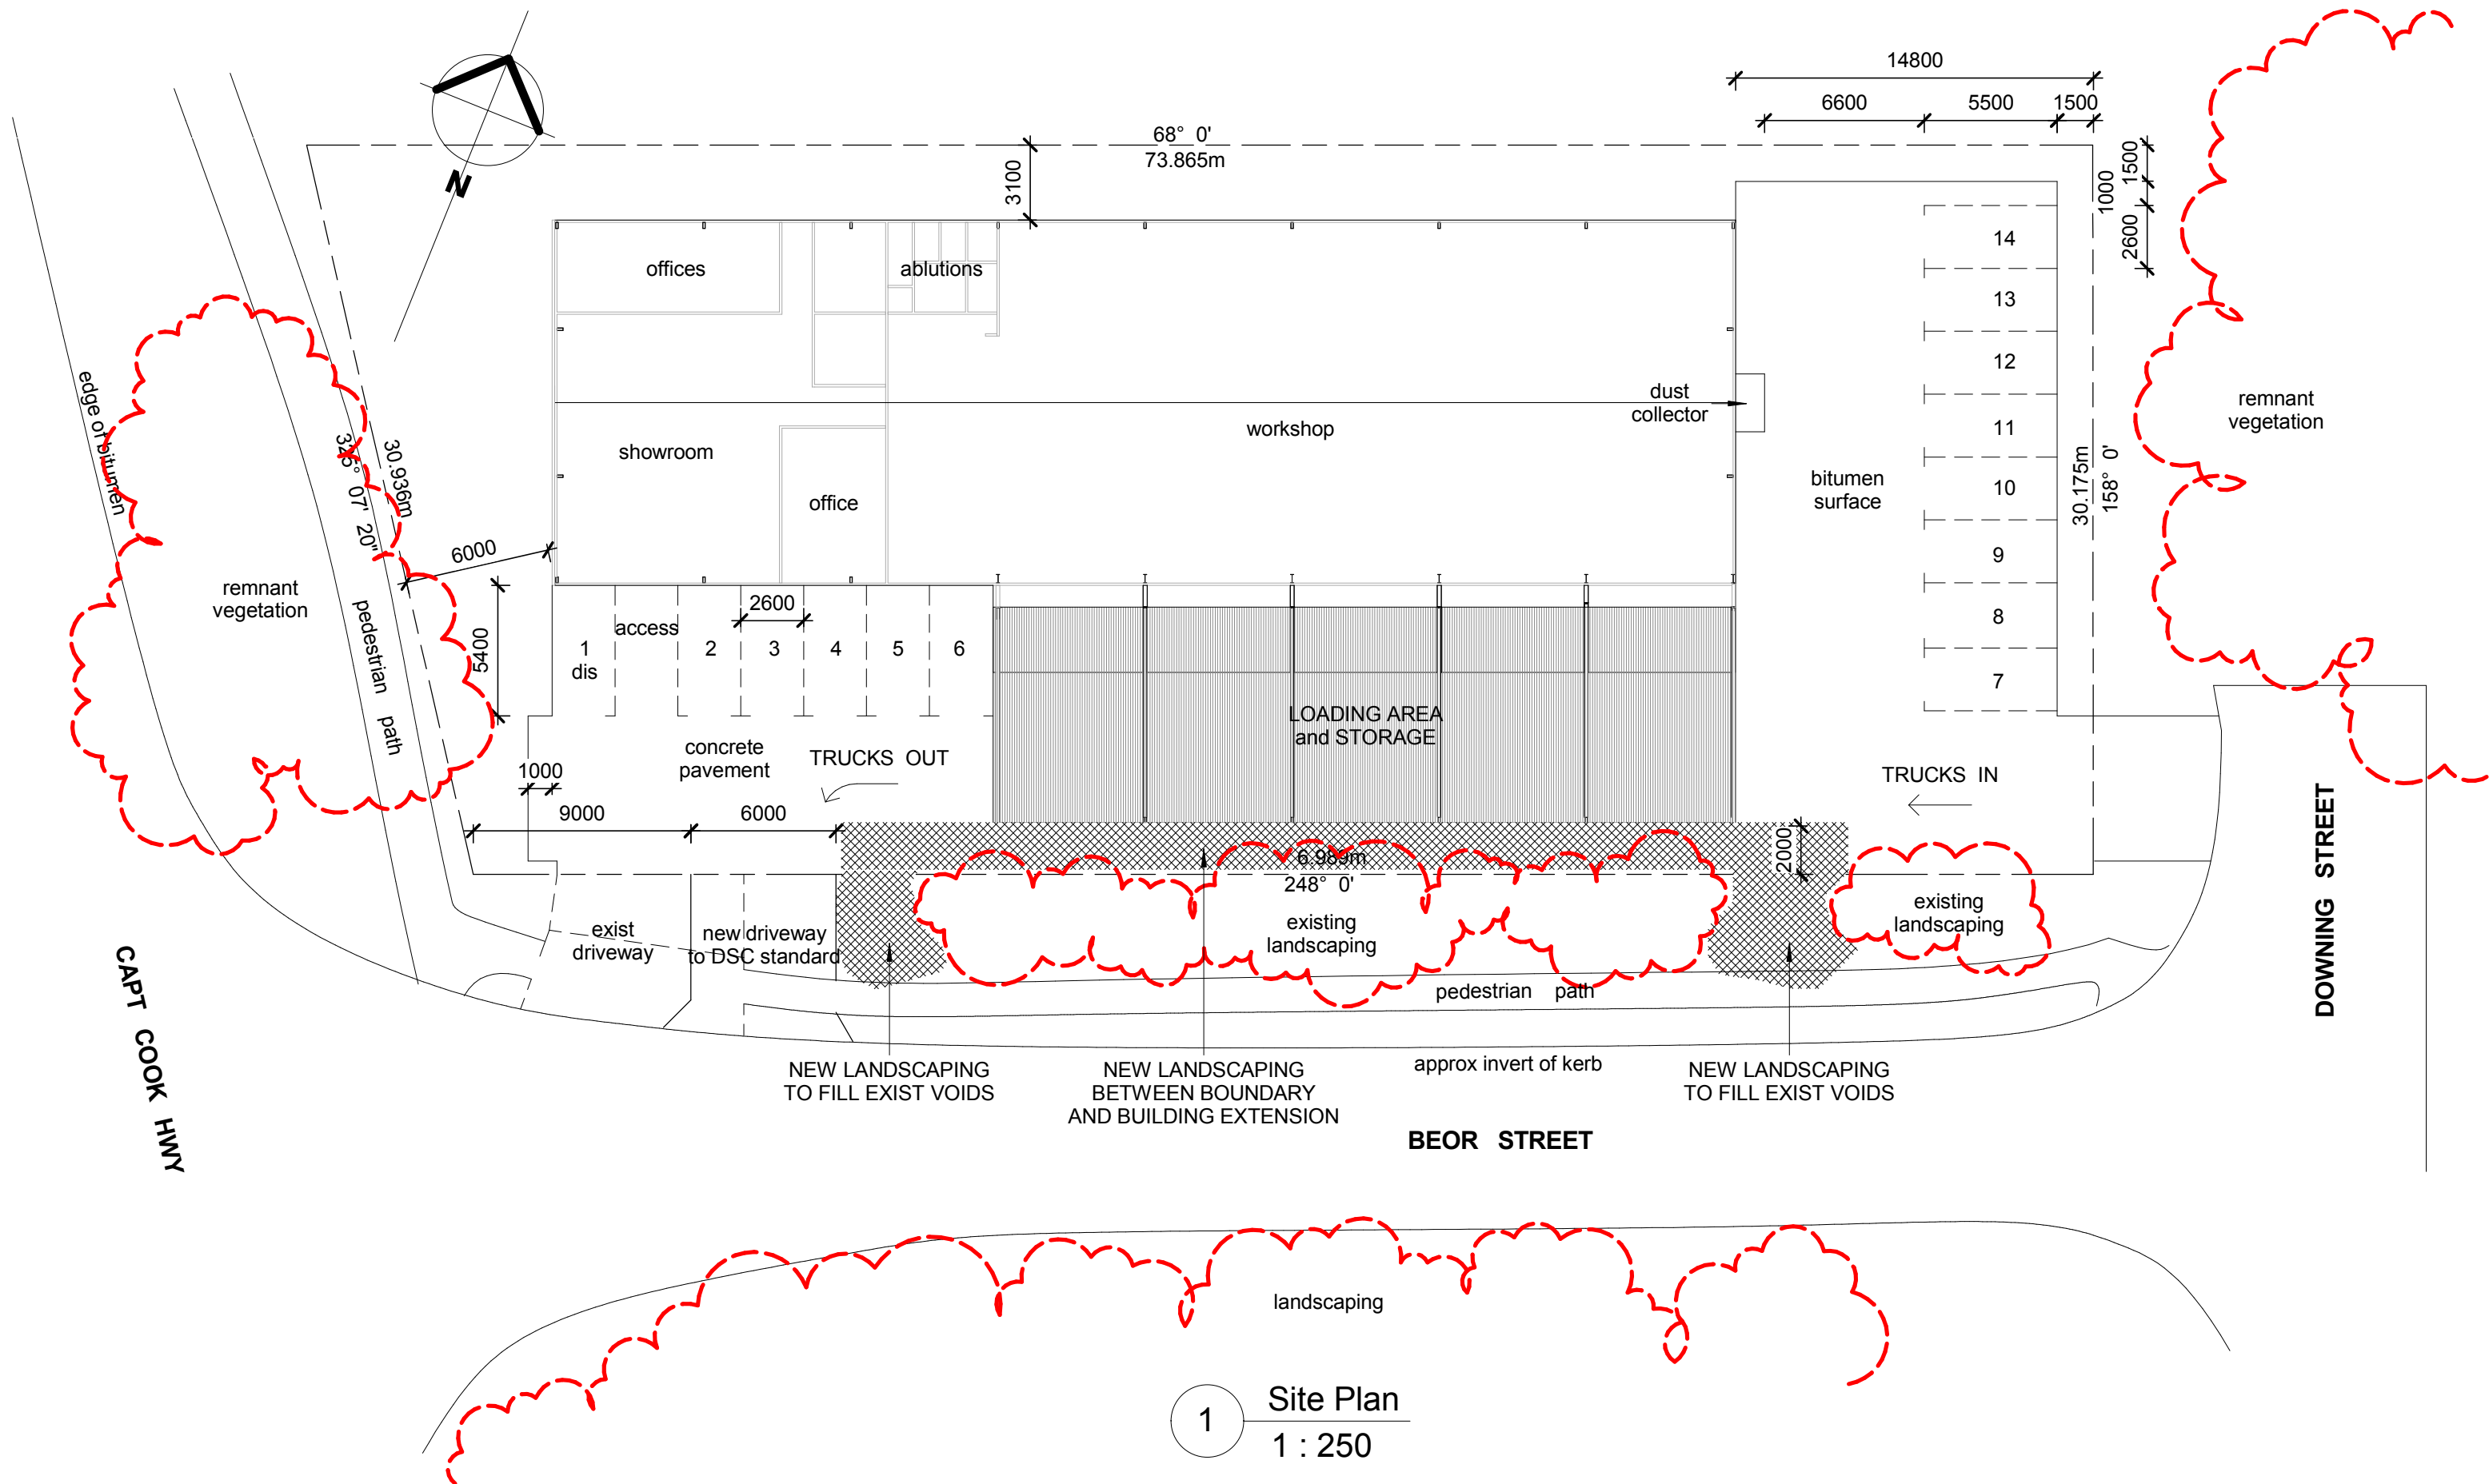 14800
6600 5500 1500
68° 0'
73.865m
3100
1500
1000
2600
N
offices
ablutions
14
13
12
11
10
9
8
7
edge of bitumen
325° 07' 20"
30.936m
pedestrian path
remnant
vegetation
6000
showroom
office
workshop
dust
collector
bitumen
surface
30.175m
158° 0'
remnant
vegetation
5400
access
2600
1
dis
2
3
4
5
6
LOADING AREA
and STORAGE
concrete
pavement
TRUCKS OUT
TRUCKS IN
1000
9000
6000
2000
6.989m
248° 0'
exist
driveway
new driveway
to DSC standard
existing
landscaping
existing
landscaping
pedestrian path
approx invert of kerb
NEW LANDSCAPING
TO FILL EXIST VOIDS
NEW LANDSCAPING
BETWEEN BOUNDARY
AND BUILDING EXTENSION
NEW LANDSCAPING
TO FILL EXIST VOIDS
CAPT COOK HWY
BEOR STREET
DOWNING STREET
landscaping
1
Site Plan
1 : 250